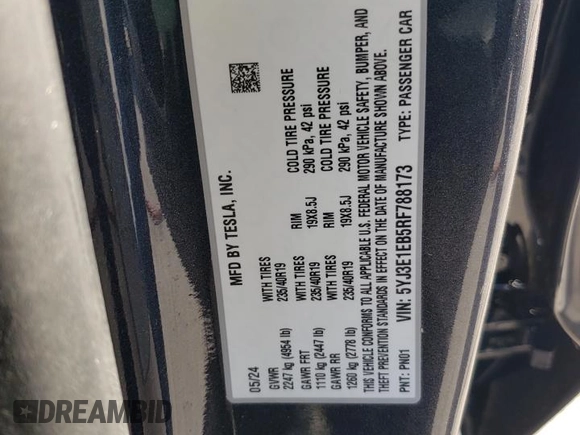 MFD BY TESLA, INC.
05/24
GVWR WITH TIRES RIM COLD TIRE PRESSURE
2247 kg (4954 lb) 235/40R19 19X8.5J 290 kPa, 42 psi
GAWR FRT WITH TIRES RIM COLD TIRE PRESSURE
1110 kg (2447 lb) 235/40R19 19X8.5J 290 kPa, 42 psi
GAWR RR
1260 kg (2778 lb) 235/40R19
THIS VEHICLE CONFORMS TO ALL APPLICABLE U.S. FEDERAL MOTOR VEHICLE SAFETY, BUMPER, AND
THEFT PREVENTION STANDARDS IN EFFECT ON THE DATE OF MANUFACTURE SHOWN ABOVE.
VIN: 5YJ3E1EB5RF788173
PNT: PN01 TYPE: PASSENGER CAR
DREAMBID